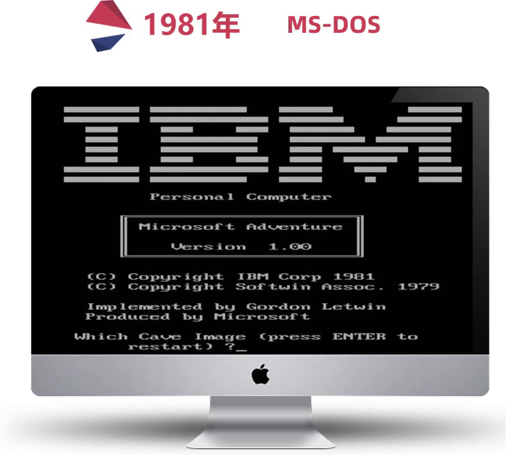 1981年 MS-DOS
IBM
Personal Computer
Microsoft Adventure
Version 1.00
(C) Copyright IBM Corp 1981
(C) Copyright Softwin Assoc. 1979
Implemented by Gordon Letwin
Produced by Microsoft
Which Cave Image (press ENTER to
restart) ?_